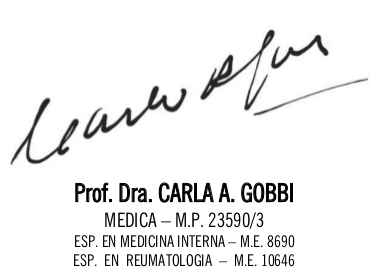 Prof. Dra. CARLA A. GOBBI
MEDICA – M.P. 23590/3
ESP. EN MEDICINA INTERNA – M.E. 8690
ESP. EN REUMATOLOGIA – M.E. 10646